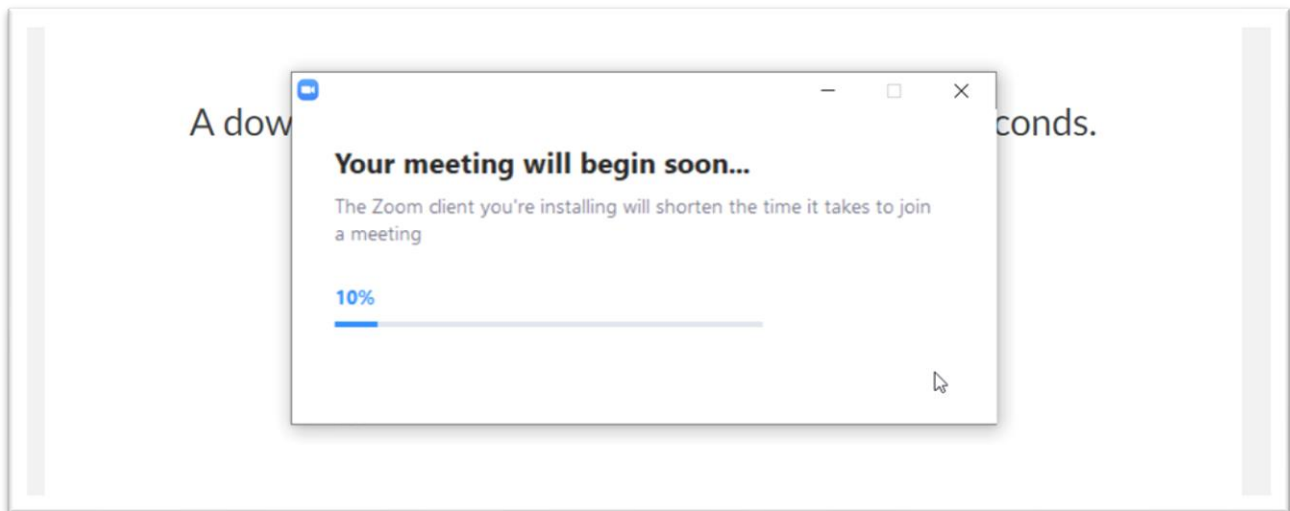 A dow conds.
Your meeting will begin soon...
The Zoom client you're installing will shorten the time it takes to join
a meeting
10%